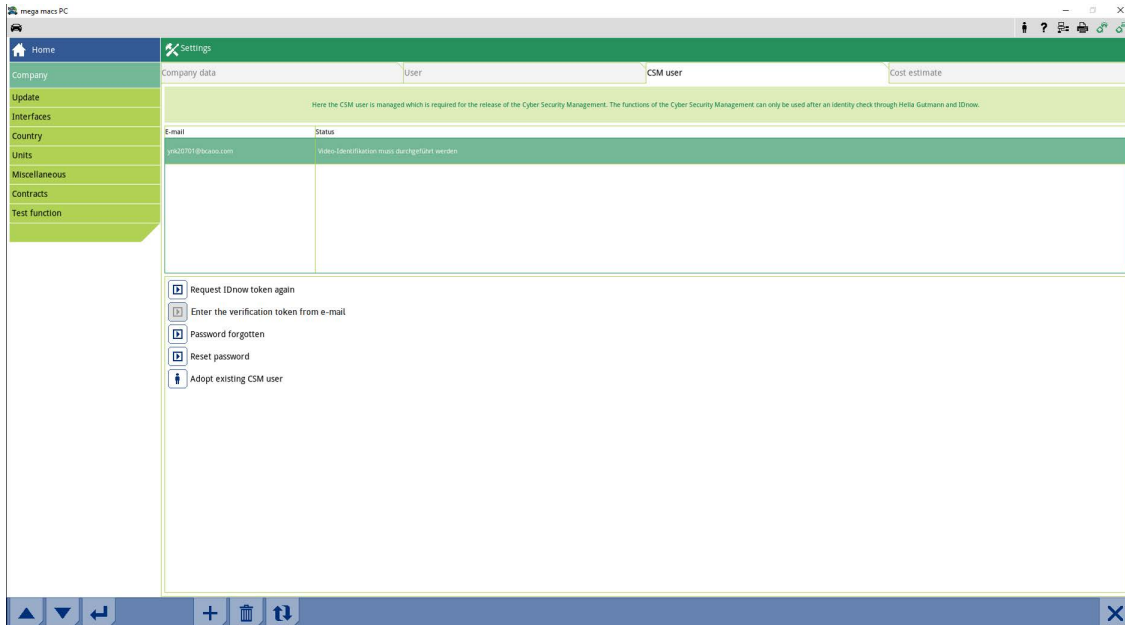 mega macs PC
Home
Settings
Company
Company data
User
CSM user
Cost estimate
Update
Interfaces
Country
Units
Miscellaneous
Contracts
Test function
Here the CSM user is managed which is required for the release of the Cyber Security Management. The functions of the Cyber Security Management can only be used after an identity check through Hella Gutmann and IDnow.
E-mail
Status
ynk20701@bcaoo.com
Video-Identifikation muss durchgeführt werden
Request IDnow token again
Enter the verification token from e-mail
Password forgotten
Reset password
Adopt existing CSM user